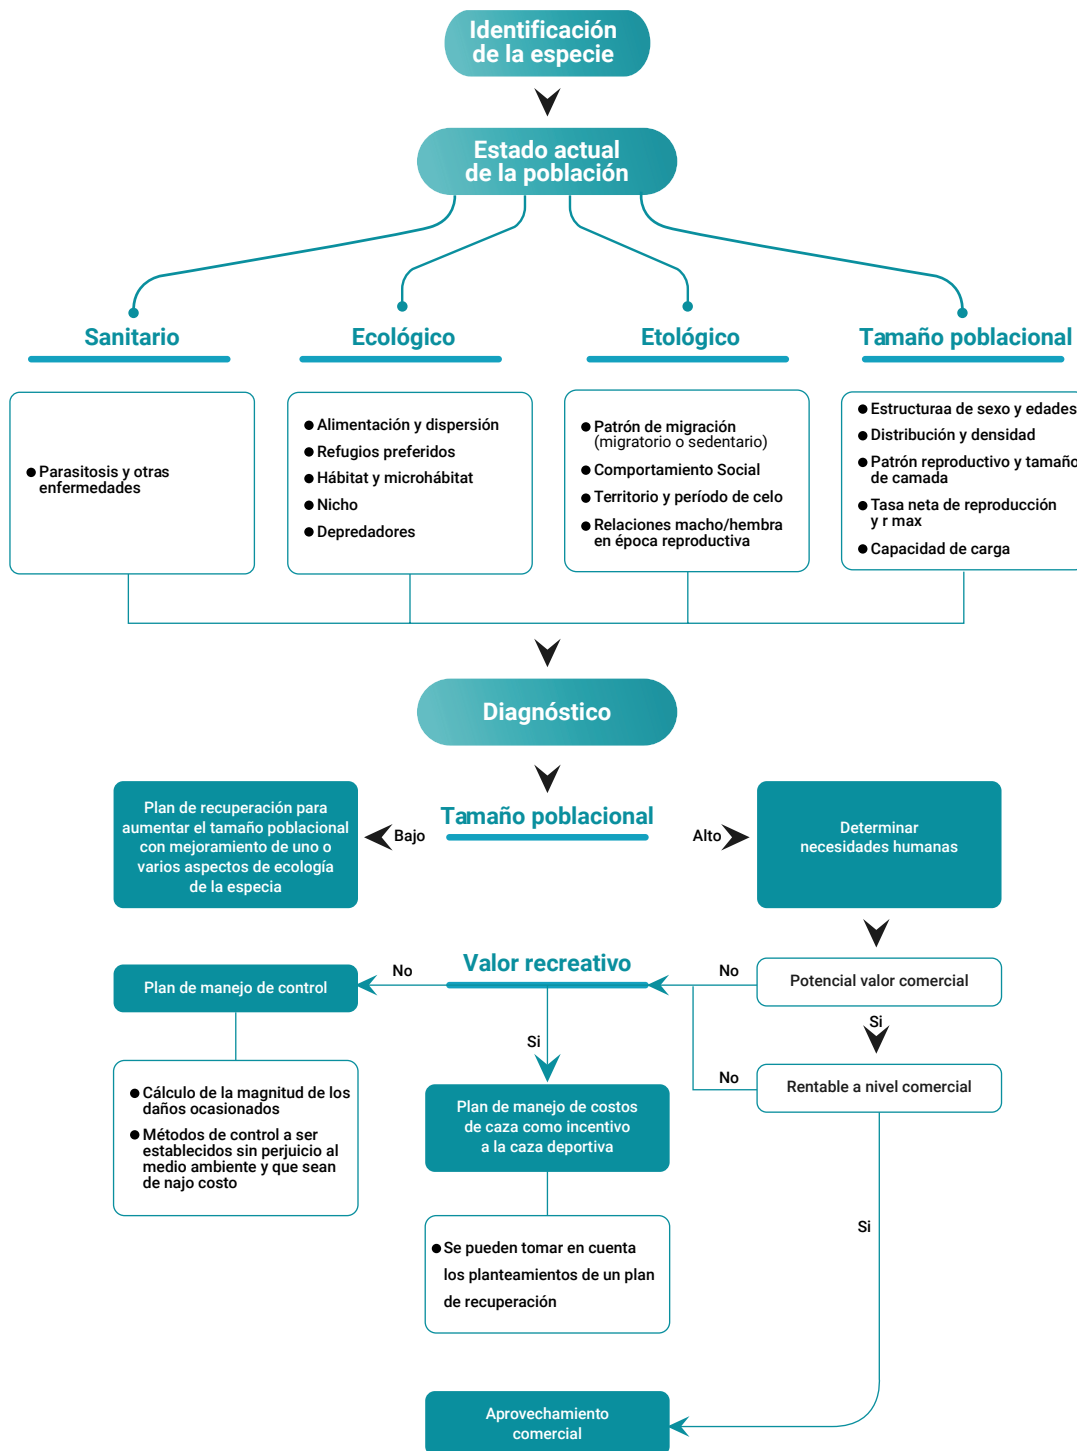 Identificación
de la especie
Estado actual
de la población
Sanitario
Ecológico
Etológico
Tamaño poblacional
Parasitosis y otras
enfermedades
Alimentación y dispersión
Refugios preferidos
Hábitat y microhábitat
Nicho
Depredadores
Patrón de migración
(migratorio o sedentario)
Comportamiento Social
Territorio y período de celo
Relaciones macho/hembra
en época reproductiva
Estructuraa de sexo y edades
Distribución y densidad
Patrón reproductivo y tamaño
de camada
Tasa neta de reproducción
y r max
Capacidad de carga
Diagnóstico
Tamaño poblacional
Bajo
Alto
Plan de recuperación para
aumentar el tamaño poblacional
con mejoramiento de uno o
varios aspectos de ecología
de la especia
Determinar
necesidades humanas
Potencial valor comercial
No
Valor recreativo
No
Plan de manejo de control
Si
Rentable a nivel comercial
No
Si
Cálculo de la magnitud de los
daños ocasionados
Métodos de control a ser
establecidos sin perjuicio al
medio ambiente y que sean
de najo costo
Plan de manejo de costos
de caza como incentivo
a la caza deportiva
Se pueden tomar en cuenta
los planteamientos de un plan
de recuperación
Si
Aprovechamiento
comercial